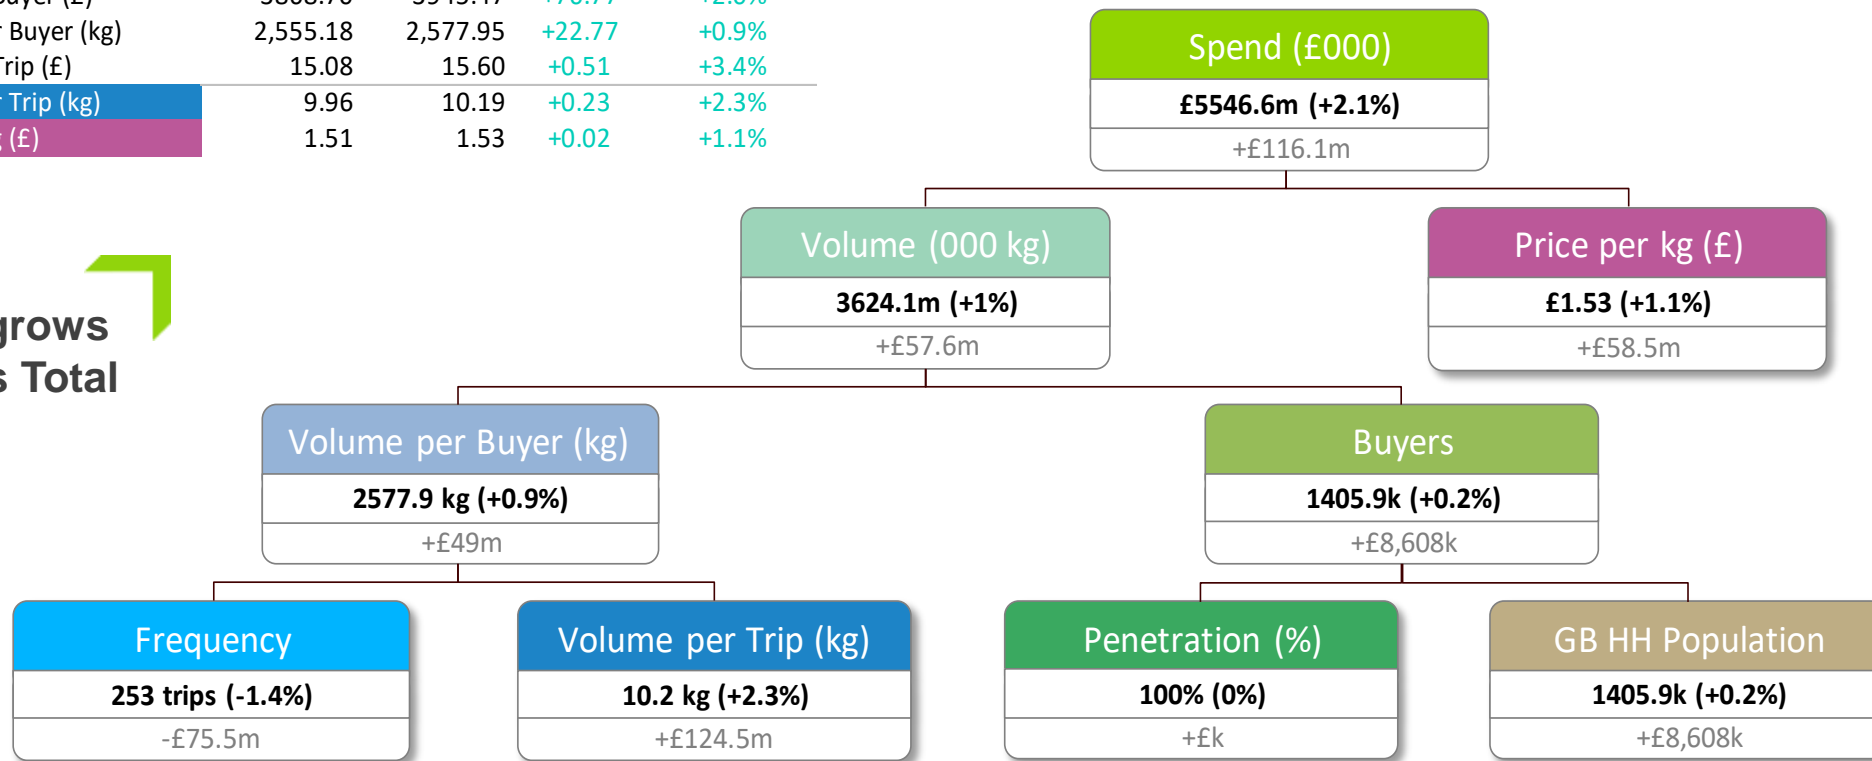 Buyer (£) +2.0%
r Buyer (kg) 2,555.18 2,577.95 +22.77 +0.9%
Trip (£) 15.08 15.60 +0.51 +3.4%
r Trip (kg) 9.96 10.19 +0.23 +2.3%
g (£) 1.51 1.53 +0.02 +1.1%
Spend (£000)
£5546.6m (+2.1%)
+£116.1m
Volume (000 kg)
3624.1m (+1%)
+£57.6m
Price per kg (£)
£1.53 (+1.1%)
+£58.5m
grows
s Total
Volume per Buyer (kg)
2577.9 kg (+0.9%)
+£49m
Buyers
1405.9k (+0.2%)
+£8,608k
Frequency
253 trips (-1.4%)
-£75.5m
Volume per Trip (kg)
10.2 kg (+2.3%)
+£124.5m
Penetration (%)
100% (0%)
+£k
GB HH Population
1405.9k (+0.2%)
+£8,608k